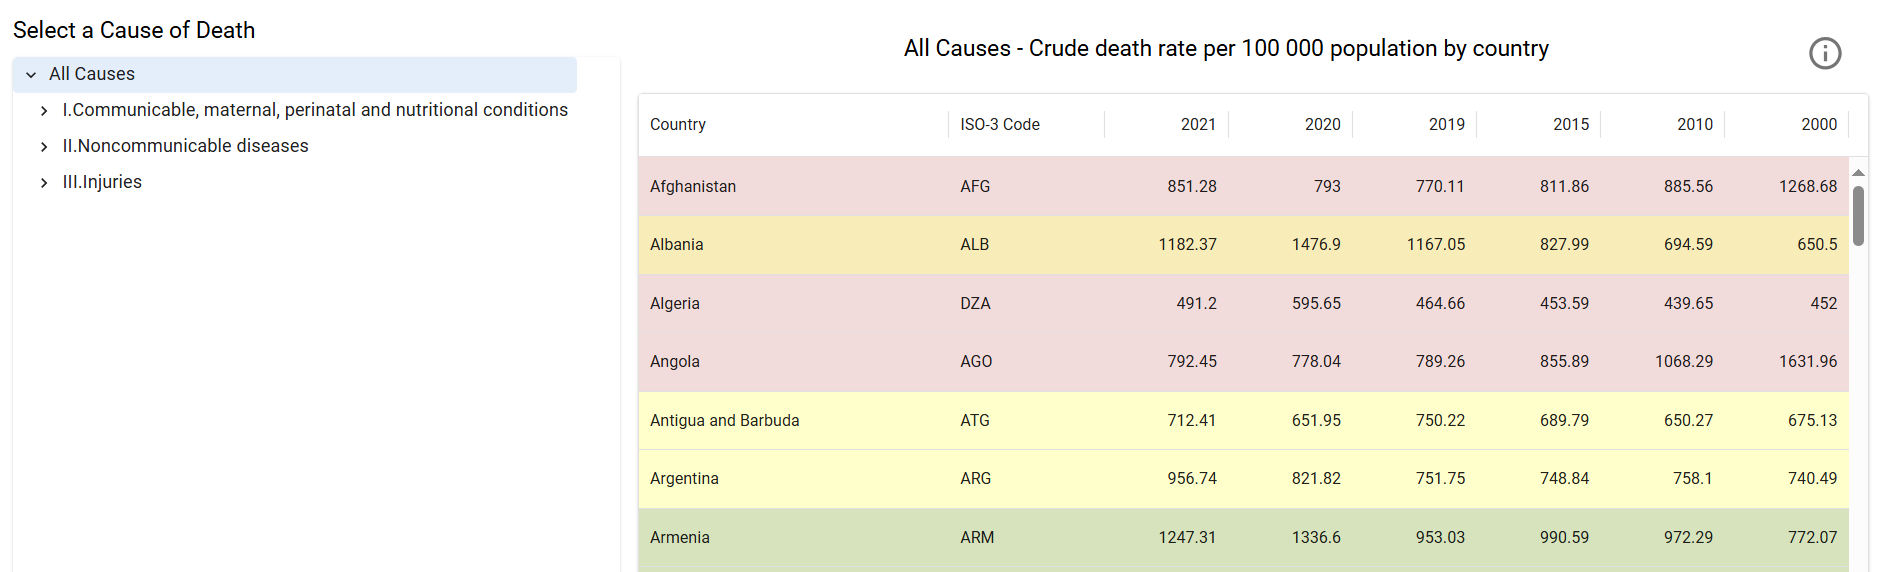 Select a Cause of Death
All Causes
I.Communicable, maternal, perinatal and nutritional conditions
II.Noncommunicable diseases
III.Injuries
All Causes - Crude death rate per 100 000 population by country
Country ISO-3 Code 2021 2020 2019 2015 2010 2000
Afghanistan AFG 851.28 793 770.11 811.86 885.56 1268.68
Albania ALB 1182.37 1476.9 1167.05 827.99 694.59 650.5
Algeria DZA 491.2 595.65 464.66 453.59 439.65 452
Angola AGO 792.45 778.04 789.26 855.89 1068.29 1631.96
Antigua and Barbuda ATG 712.41 651.95 750.22 689.79 650.27 675.13
Argentina ARG 956.74 821.82 751.75 748.84 758.1 740.49
Armenia ARM 1247.31 1336.6 953.03 990.59 972.29 772.07